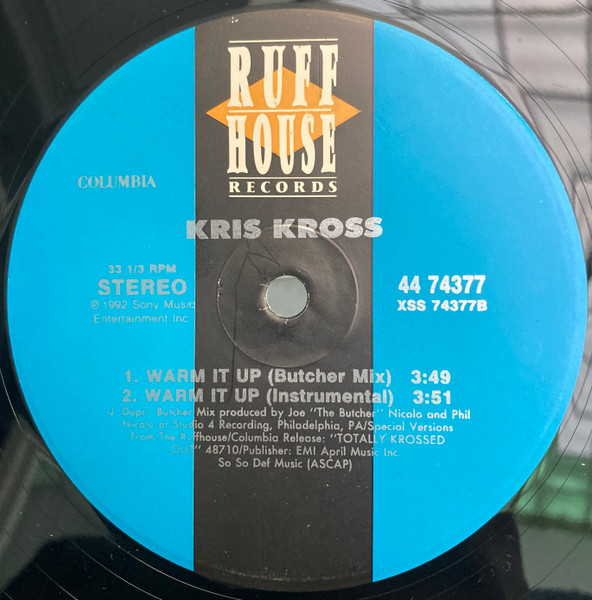 RUFF
HOUSE
RECORDS
COLUMBIA
KRIS KROSS
33 1/3 RPM
STEREO
℗ 1992 Sony Music
Entertainment Inc
44 74377
XSS 74377B
1. WARM IT UP (Butcher Mix) 3:49
2. WARM IT UP (Instrumental) 3:51
J. Dupri Butcher Mix produced by Joe "The Butcher" Nicolo and Phil
Nicolo at Studio 4 Recording, Philadelphia, PA/Special Versions
From The Ruffhouse/Columbia Release: "TOTALLY KROSSED
OUT" 48710/Publisher: EMI April Music Inc
So So Def Music (ASCAP)